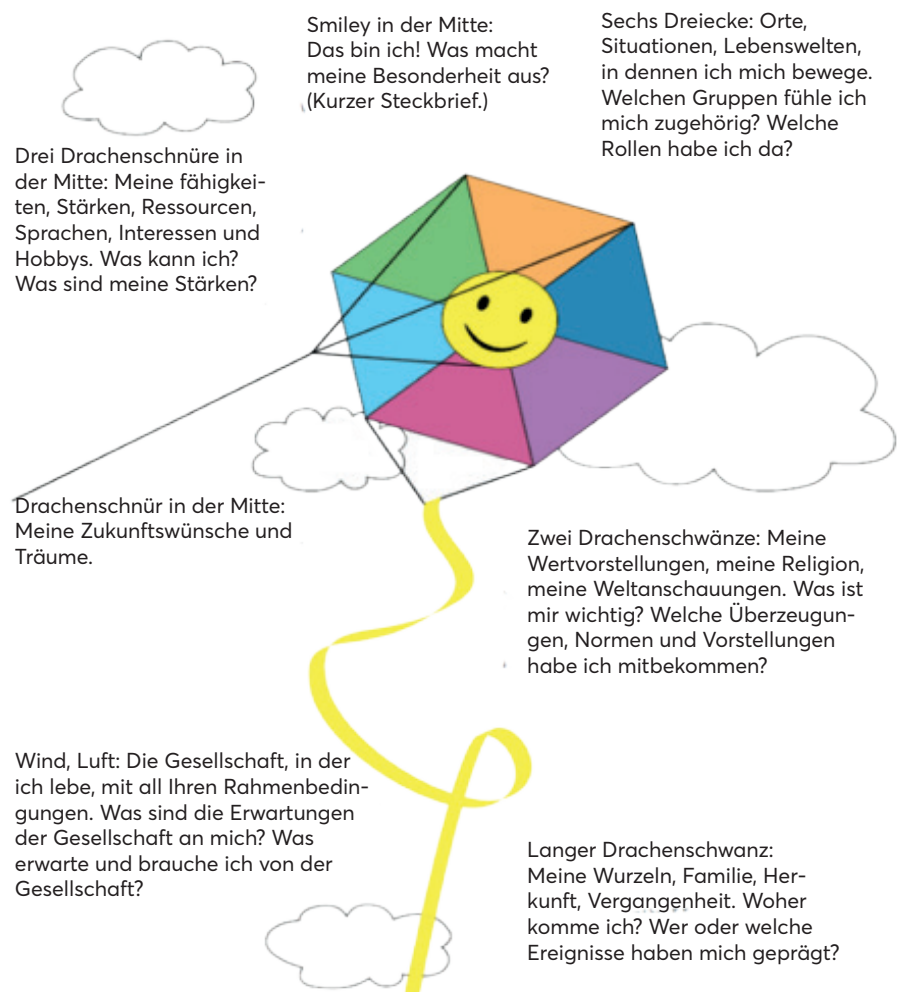 Smiley in der Mitte:
Das bin ich! Was macht
meine Besonderheit aus?
(Kurzer Steckbrief.)
Sechs Dreiecke: Orte,
Situationen, Lebenswelten,
in dennen ich mich bewege.
Welchen Gruppen fühle ich
mich zugehörig? Welche
Rollen habe ich da?
Drei Drachenschnüre in
der Mitte: Meine fähigkei-
ten, Stärken, Ressourcen,
Sprachen, Interessen und
Hobbys. Was kann ich?
Was sind meine Stärken?
Drachenschnür in der Mitte:
Meine Zukunftswünsche und
Träume.
Zwei Drachenschwänze: Meine
Wertvorstellungen, meine Religion,
meine Weltanschauungen. Was ist
mir wichtig? Welche Überzeugun-
gen, Normen und Vorstellungen
habe ich mitbekommen?
Wind, Luft: Die Gesellschaft, in der
ich lebe, mit all Ihren Rahmenbedin-
gungen. Was sind die Erwartungen
der Gesellschaft an mich? Was
erwarte und brauche ich von der
Gesellschaft?
Langer Drachenschwanz:
Meine Wurzeln, Familie, Her-
kunft, Vergangenheit. Woher
komme ich? Wer oder welche
Ereignisse haben mich geprägt?